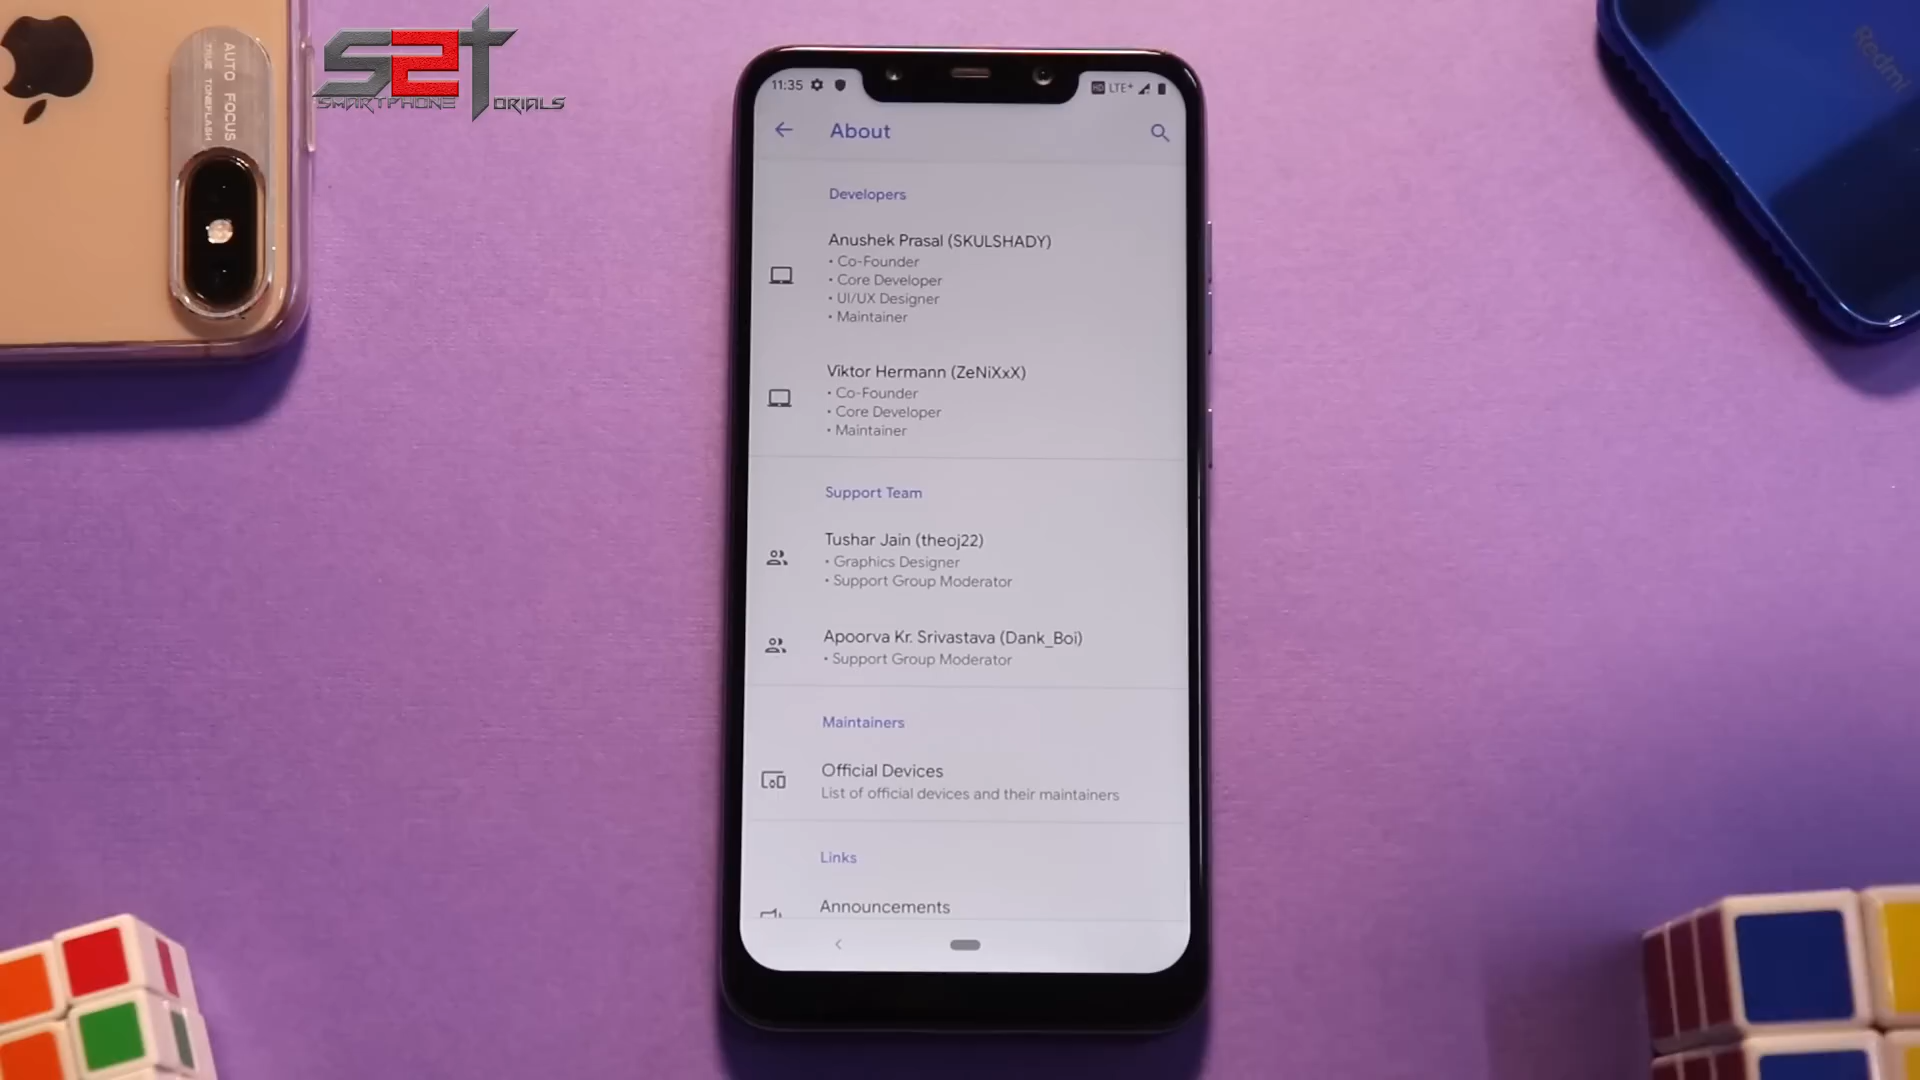 AUTO FOCUS
TRUE TONEFLASH
S2T
SMARTPHONE TORIALS
Redmi
11:35
HD LTE+
About
Developers
Anushek Prasal (SKULSHADY)
• Co-Founder
• Core Developer
• UI/UX Designer
• Maintainer
Viktor Hermann (ZeNiXxX)
• Co-Founder
• Core Developer
• Maintainer
Support Team
Tushar Jain (theoj22)
• Graphics Designer
• Support Group Moderator
Apoorva Kr. Srivastava (Dank_Boi)
• Support Group Moderator
Maintainers
Official Devices
List of official devices and their maintainers
Links
Announcements